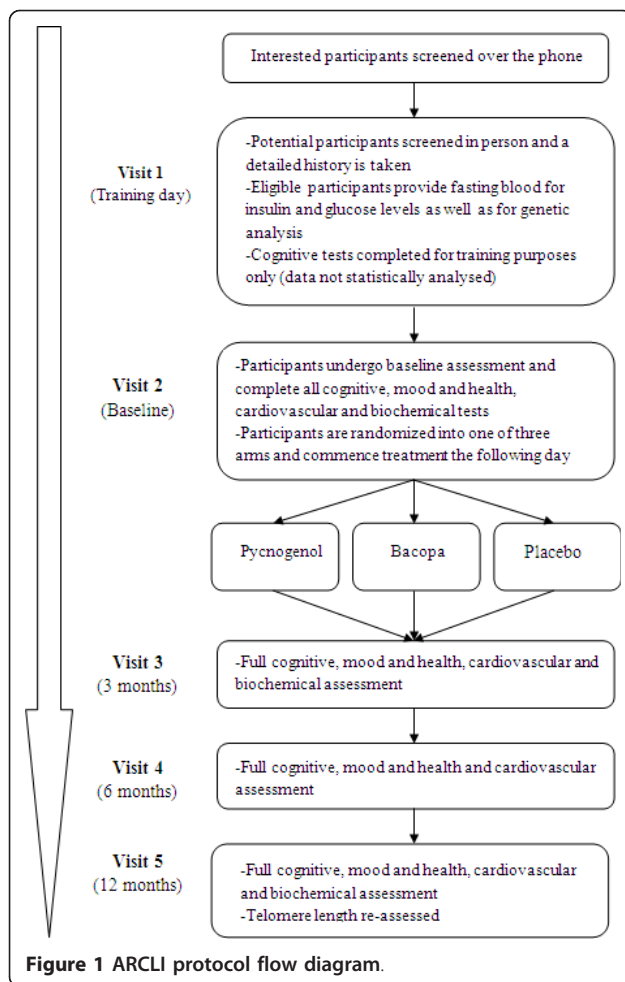 Interested participants screened over the phone
Visit 1
(Training day)
-Potential participants screened in person and a
detailed history is taken
-Eligible participants provide fasting blood for
insulin and glucose levels as well as for genetic
analysis
-Cognitive tests completed for training purposes
only (data not statistically analysed)
Visit 2
(Baseline)
-Participants undergo baseline assessment and
complete all cognitive, mood and health,
cardiovascular and biochemical tests
-Participants are randomized into one of three
arms and commence treatment the following day
Pycnogenol
Bacopa
Placebo
Visit 3
(3 months)
-Full cognitive, mood and health, cardiovascular and
biochemical assessment
Visit 4
(6 months)
-Full cognitive, mood and health and cardiovascular
assessment
Visit 5
(12 months)
-Full cognitive, mood and health, cardiovascular
and biochemical assessment
-Telomere length re-assessed
Figure 1 ARCLI protocol flow diagram.